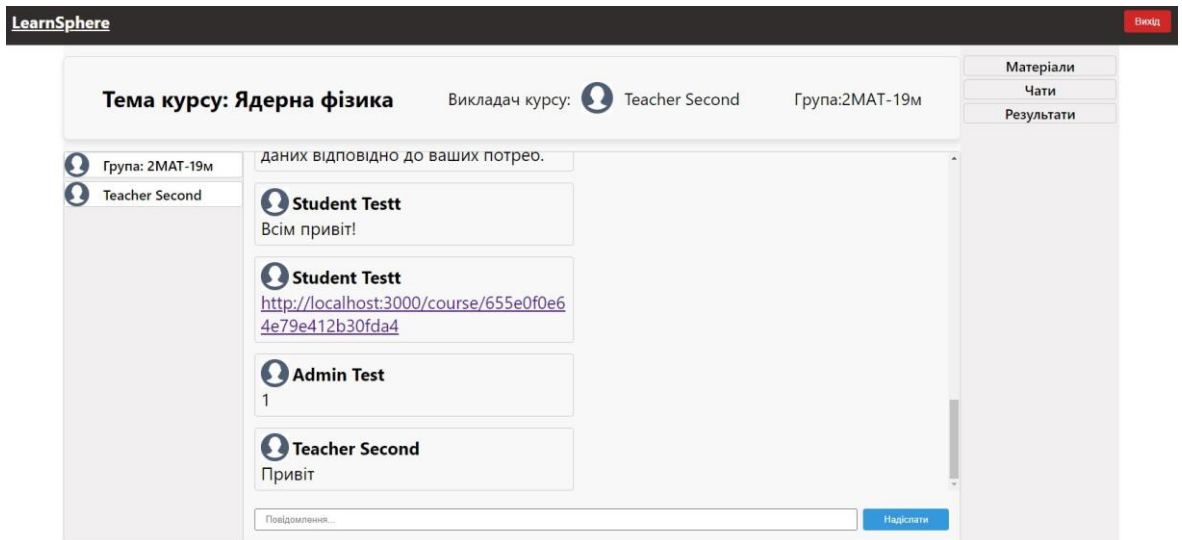 LearnSphere
Вихід
Тема курсу: Ядерна фізика
Викладач курсу:
Teacher Second
Група:2МАТ-19м
Матеріали
Чати
Результати
Група: 2МАТ-19м
Teacher Second
даних відповідно до ваших потреб.
Student Testt
Всім привіт!
Student Testt
http://localhost:3000/course/655e0f0e6
4e79e412b30fda4
Admin Test
1
Teacher Second
Привіт
Повідомлення...
Надіслати